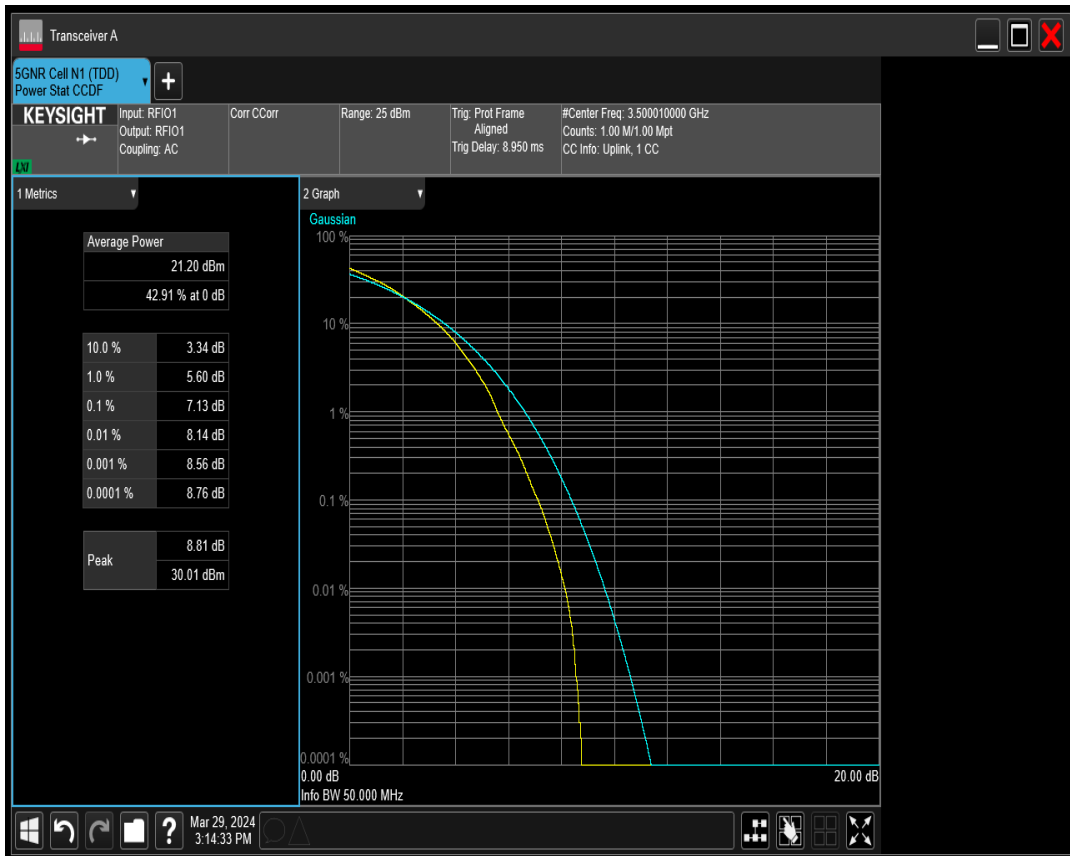 Transceiver A
5GNR Cell N1 (TDD)
Power Stat CCDF
KEYSIGHT
LXI
Input: RFIO1
Output: RFIO1
Coupling: AC
Corr CCorr
Range: 25 dBm
Trig: Prot Frame
Aligned
Trig Delay: 8.950 ms
#Center Freq: 3.500010000 GHz
Counts: 1.00 M/1.00 Mpt
CC Info: Uplink, 1 CC
1 Metrics
Average Power
21.20 dBm
42.91 % at 0 dB
10.0 % 3.34 dB
1.0 % 5.60 dB
0.1 % 7.13 dB
0.01 % 8.14 dB
0.001 % 8.56 dB
0.0001 % 8.76 dB
Peak
8.81 dB
30.01 dBm
2 Graph
Gaussian
100 %
10 %
1 %
0.1 %
0.01 %
0.001 %
0.0001 %
0.00 dB 20.00 dB
Info BW 50.000 MHz
?
Mar 29, 2024
3:14:33 PM